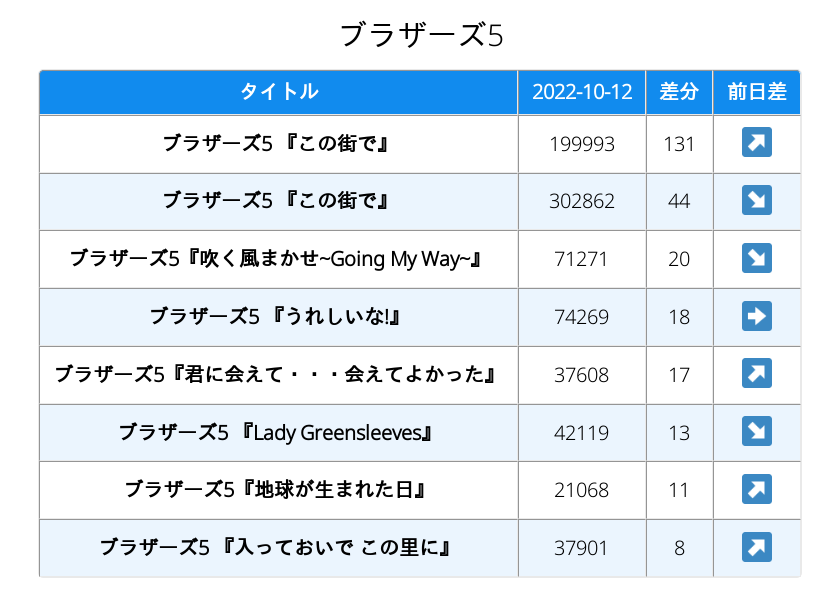 ブラザーズ5
タイトル 2022-10-12 差分 前日差
ブラザーズ5 『この街で』 199993 131 ↗
ブラザーズ5 『この街で』 302862 44 ↘
ブラザーズ5『吹く風まかせ~Going My Way~』 71271 20 ↘
ブラザーズ5 『うれしいな!』 74269 18 ➡
ブラザーズ5『君に会えて・・・会えてよかった』 37608 17 ↗
ブラザーズ5 『Lady Greensleeves』 42119 13 ↘
ブラザーズ5『地球が生まれた日』 21068 11 ↗
ブラザーズ5 『入っておいで この里に』 37901 8 ↗